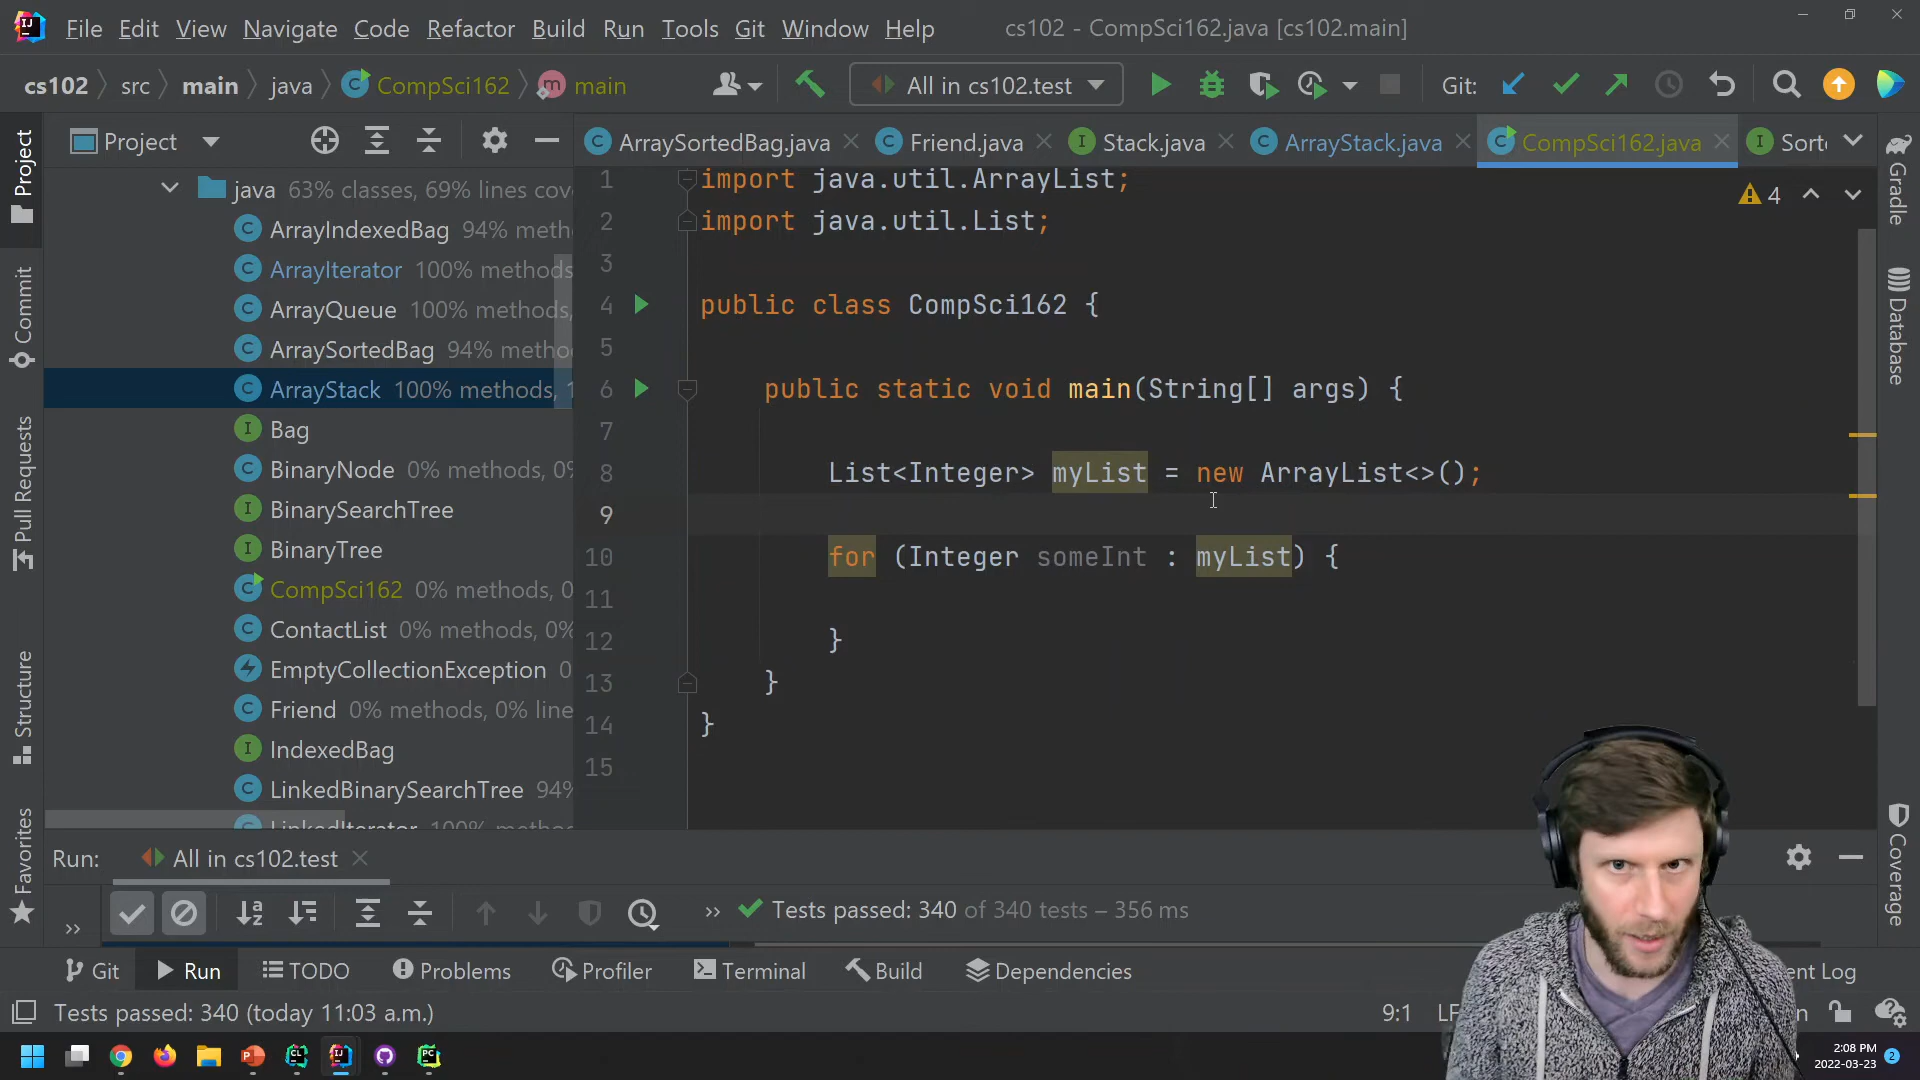 File Edit View Navigate Code Refactor Build Run Tools Git Window Help cs102 - CompSci162.java [cs102.main]
cs102 src main java CompSci162 main All in cs102.test Git:
Project ArraySortedBag.java Friend.java Stack.java ArrayStack.java CompSci162.java Sorte
java 63% classes, 69% lines cov
ArrayIndexedBag 94% meth
ArrayIterator 100% methods
ArrayQueue 100% methods,
ArraySortedBag 94% metho
ArrayStack 100% methods, 1
Bag
BinaryNode 0% methods, 0%
BinarySearchTree
BinaryTree
CompSci162 0% methods, 0
ContactList 0% methods, 0%
EmptyCollectionException 0
Friend 0% methods, 0% line
IndexedBag
LinkedBinarySearchTree 94%
LinkedIterator 100% metho
1 import java.util.ArrayList;
2 import java.util.List;
3
4 public class CompSci162 {
5
6 public static void main(String[] args) {
7
8 List<Integer> myList = new ArrayList<>();
9
10 for (Integer someInt : myList) {
11
12 }
13 }
14 }
15
4
Project
Commit
Pull Requests
Structure
Favorites
Gradle
Database
Coverage
Run: All in cs102.test
Tests passed: 340 of 340 tests – 356 ms
Git Run TODO Problems Profiler Terminal Build Dependencies ent Log
Tests passed: 340 (today 11:03 a.m.) 9:1 LF
2:08 PM
2022-03-23
2